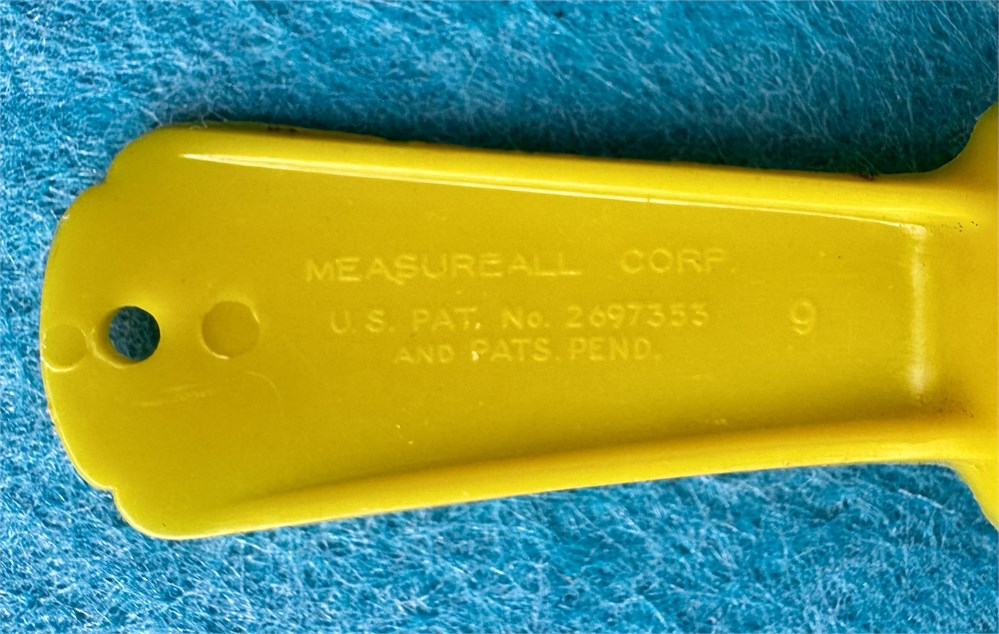 MEASUREALL CORP.
U.S. PAT. No. 2697353
AND PATS. PEND.
9